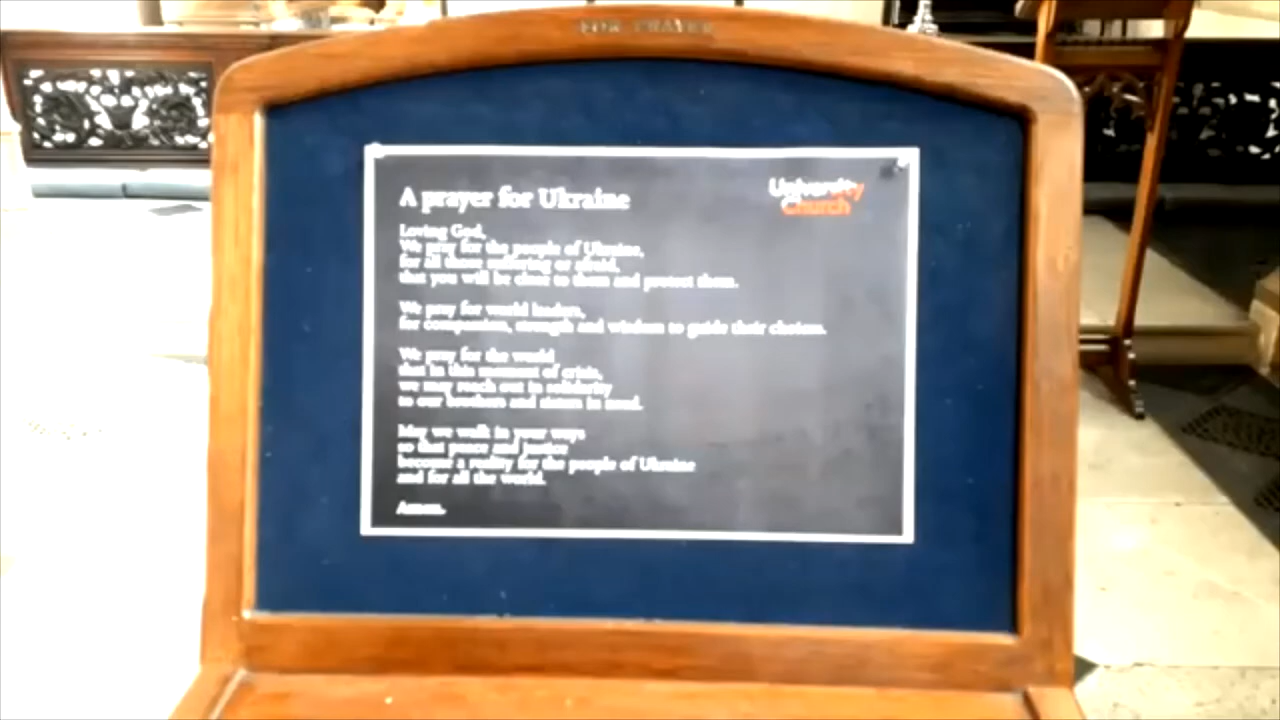 FOR PRAYER
A prayer for Ukraine
University
Church
Loving God,
We pray for the people of Ukraine,
for all those suffering or afraid,
that you will be close to them and protect them.
We pray for world leaders,
for compassion, strength and wisdom to guide their choices.
We pray for the world
that in this moment of crisis,
we may reach out in solidarity
to our brothers and sisters in need.
May we walk in your ways
so that peace and justice
become a reality for the people of Ukraine
and for all the world.
Amen.